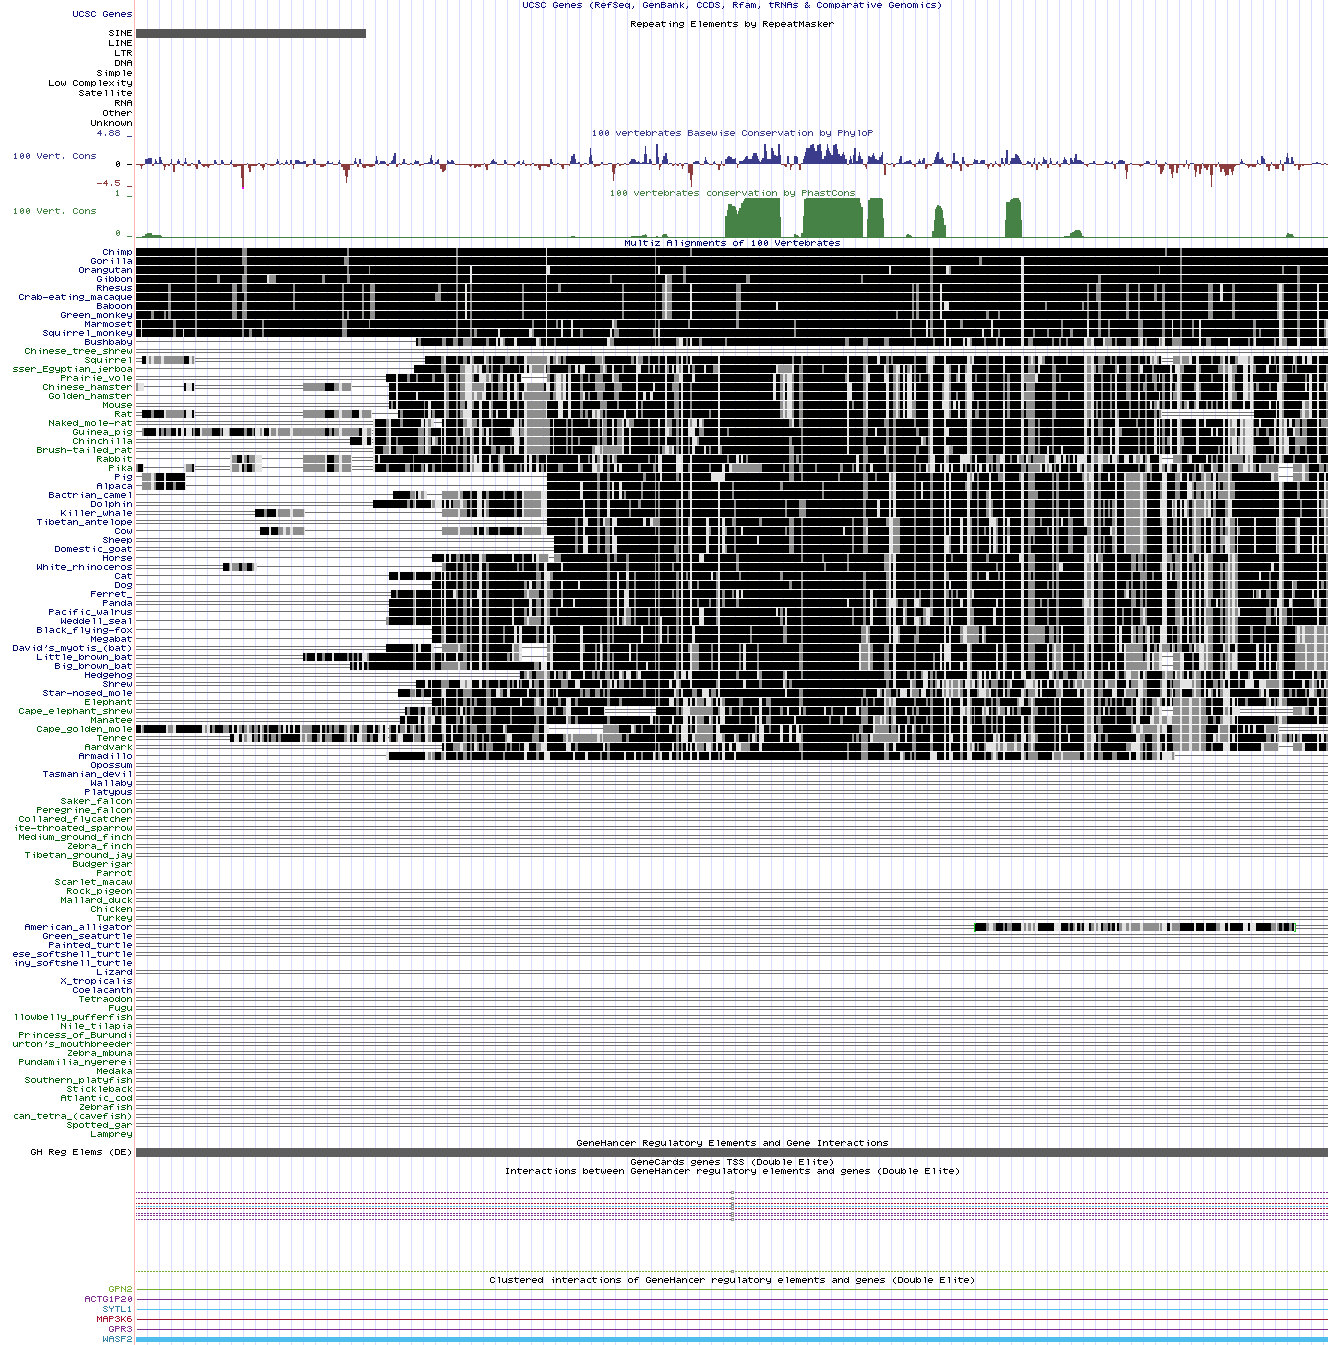 UCSC Genes (RefSeq, GenBank, CCDS, Rfam, tRNAs & Comparative Genomics)
UCSC Genes
Repeating Elements by RepeatMasker
SINE
LINE
LTR
DNA
Simple
Low Complexity
Satellite
RNA
Other
Unknown
4.88 _
100 vertebrates Basewise Conservation by PhyloP
100 Vert. Cons
0 _
-4.5 _
100 vertebrates conservation by PhastCons
1 _
100 Vert. Cons
0 _
Multiz Alignments of 100 Vertebrates
Chimp
Gorilla
Orangutan
Gibbon
Rhesus
Crab-eating_macaque
Baboon
Green_monkey
Marmoset
Squirrel_monkey
Bushbaby
Chinese_tree_shrew
Squirrel
sser_Egyptian_jerboa
Prairie_vole
Chinese_hamster
Golden_hamster
Mouse
Rat
Naked_mole-rat
Guinea_pig
Chinchilla
Brush-tailed_rat
Rabbit
Pika
Pig
Alpaca
Bactrian_camel
Dolphin
Killer_whale
Tibetan_antelope
Cow
Sheep
Domestic_goat
Horse
White_rhinoceros
Cat
Dog
Ferret_
Panda
Pacific_walrus
Weddell_seal
Black_flying-fox
Megabat
David's_myotis_(bat)
Little_brown_bat
Big_brown_bat
Hedgehog
Shrew
Star-nosed_mole
Elephant
Cape_elephant_shrew
Manatee
Cape_golden_mole
Tenrec
Aardvark
Armadillo
Opossum
Tasmanian_devil
Wallaby
Platypus
Saker_falcon
Peregrine_falcon
Collared_flycatcher
ite-throated_sparrow
Medium_ground_finch
Zebra_finch
Tibetan_ground_jay
Budgerigar
Parrot
Scarlet_macaw
Rock_pigeon
Mallard_duck
Chicken
Turkey
American_alligator
Green_seaturtle
Painted_turtle
ese_softshell_turtle
iny_softshell_turtle
Lizard
X_tropicalis
Coelacanth
Tetraodon
Fugu
llowbelly_pufferfish
Nile_tilapia
Princess_of_Burundi
urton's_mouthbreeder
Zebra_mbuna
Pundamilia_nyererei
Medaka
Southern_platyfish
Stickleback
Atlantic_cod
Zebrafish
can_tetra_(cavefish)
Spotted_gar
Lamprey
GeneHancer Regulatory Elements and Gene Interactions
GH Reg Elems (DE)
GeneCards genes TSS (Double Elite)
Interactions between GeneHancer regulatory elements and genes (Double Elite)
Clustered interactions of GeneHancer regulatory elements and genes (Double Elite)
GPN2
ACTG1P20
SYTL1
MAP3K6
GPR3
WASF2